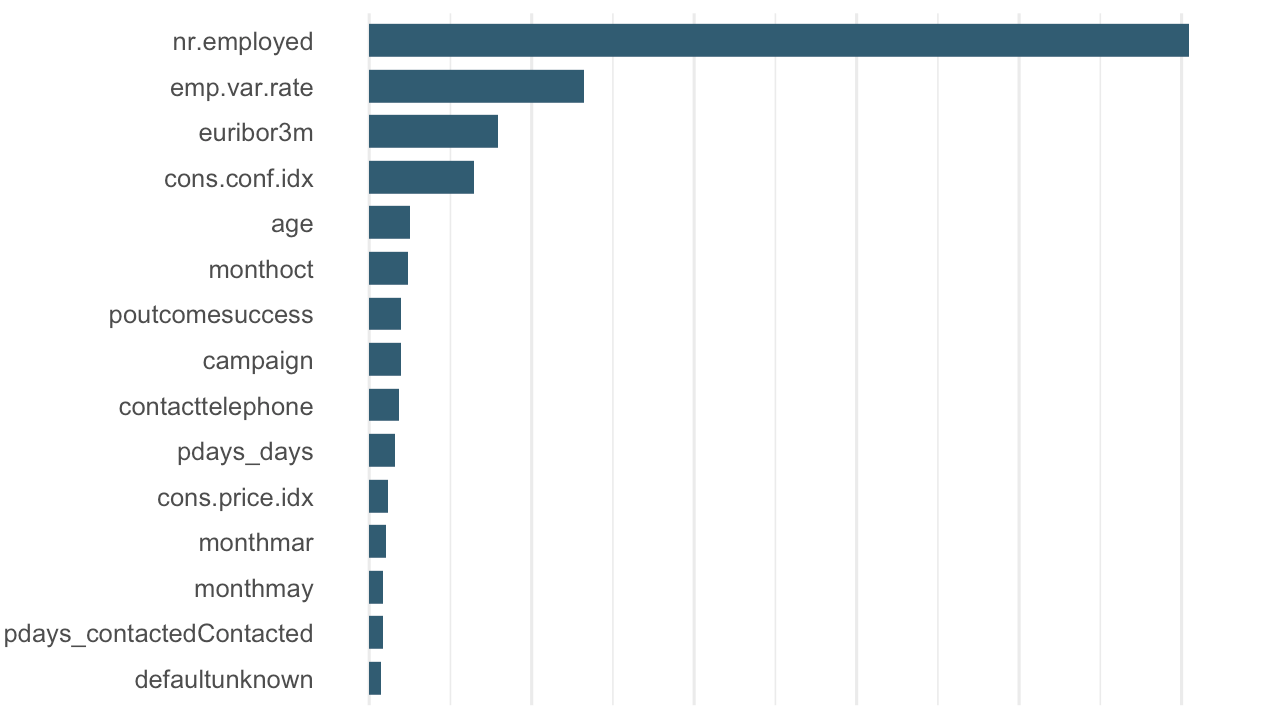 nr.employed
emp.var.rate
euribor3m
cons.conf.idx
age
monthoct
poutcomesuccess
campaign
contacttelephone
pdays_days
cons.price.idx
monthmar
monthmay
pdays_contactedContacted
defaultunknown